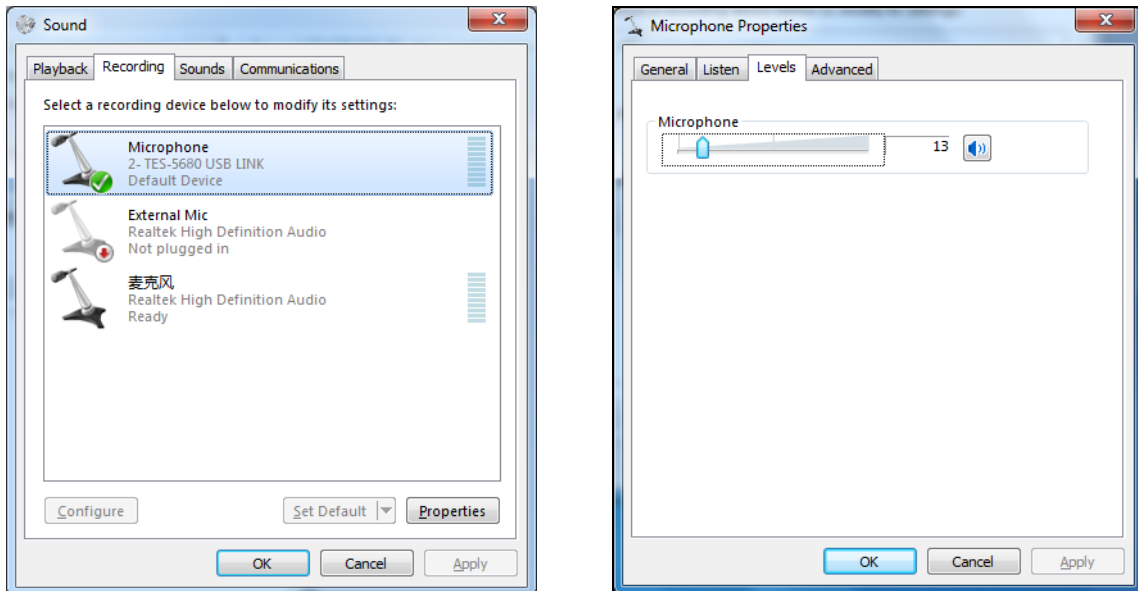 Sound
Playback Recording Sounds Communications
Select a recording device below to modify its settings:
Microphone
2- TES-5680 USB LINK
Default Device
External Mic
Realtek High Definition Audio
Not plugged in
麦克风
Realtek High Definition Audio
Ready
Configure Set Default Properties
OK Cancel Apply
Microphone Properties
General Listen Levels Advanced
Microphone
13
OK Cancel Apply